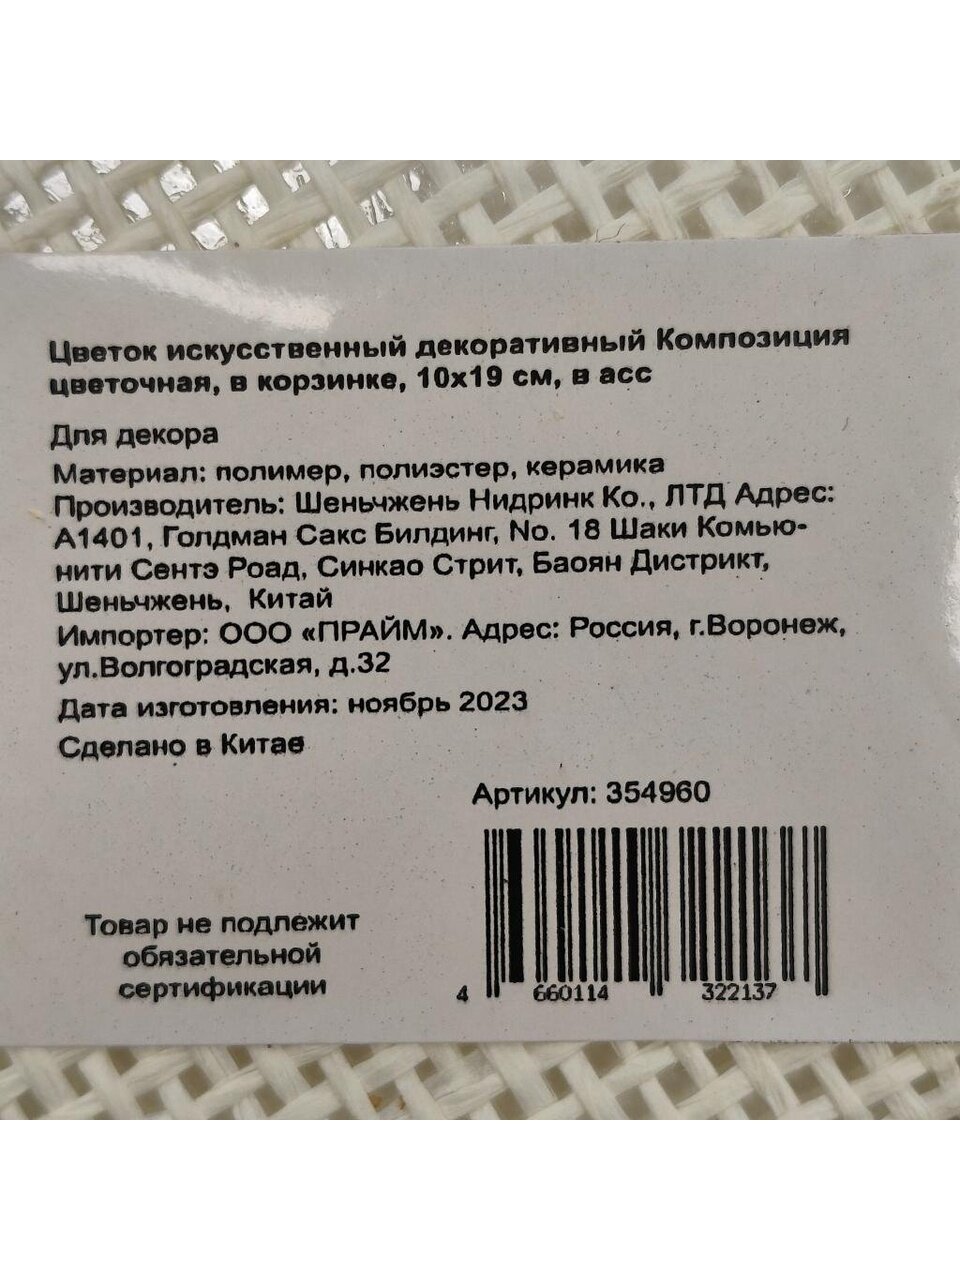 Цветок искусственный декоративный Композиция
цветочная, в корзинке, 10х19 см, в асс
Для декора
Материал: полимер, полиэстер, керамика
Производитель: Шеньчжень Нидринк Ко., ЛТД Адрес:
А1401, Голдман Сакс Билдинг, No. 18 Шаки Комью-
нити Сентэ Роад, Синкао Стрит, Баоян Дистрикт,
Шеньчжень, Китай
Импортер: ООО «ПРАЙМ». Адрес: Россия, г.Воронеж,
ул.Волгоградская, д.32
Дата изготовления: ноябрь 2023
Сделано в Китае
Артикул: 354960
Товар не подлежит
обязательной
сертификации
4 660114 322137